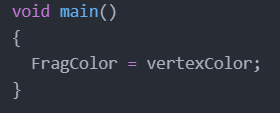 void main()
{
  FragColor = vertexColor;
}